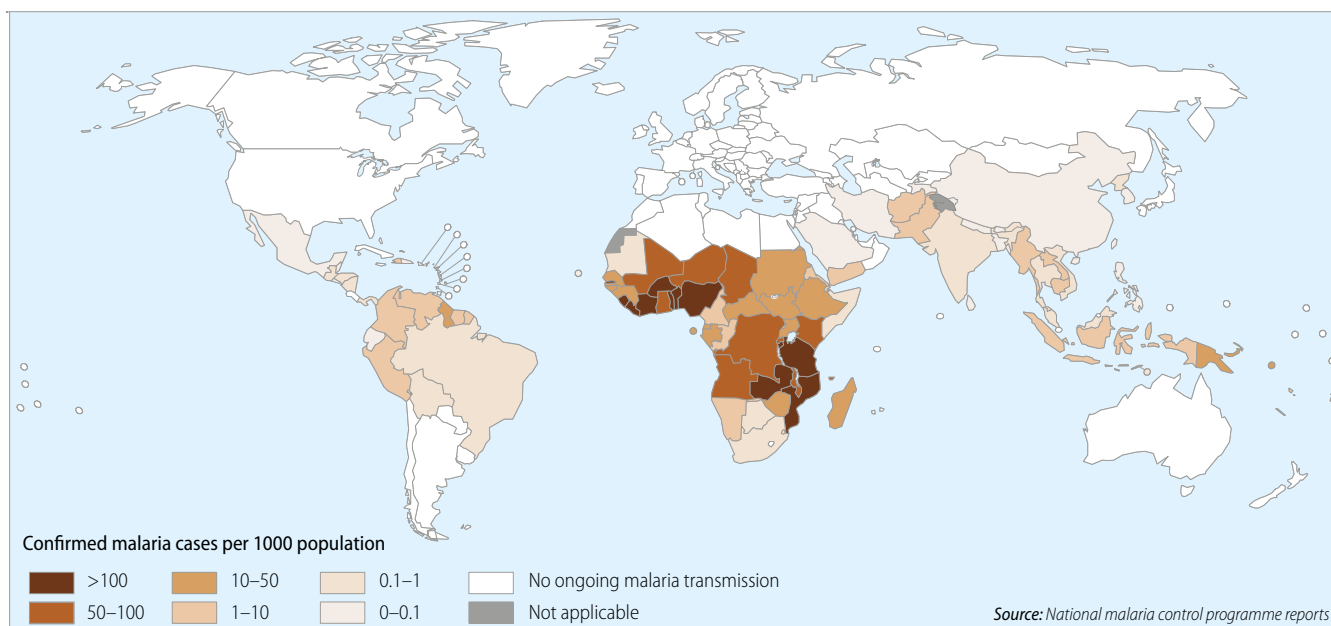 Confirmed malaria cases per 1000 population
>100
10–50
0.1–1
No ongoing malaria transmission
50–100
1–10
0–0.1
Not applicable
Source: National malaria control programme reports